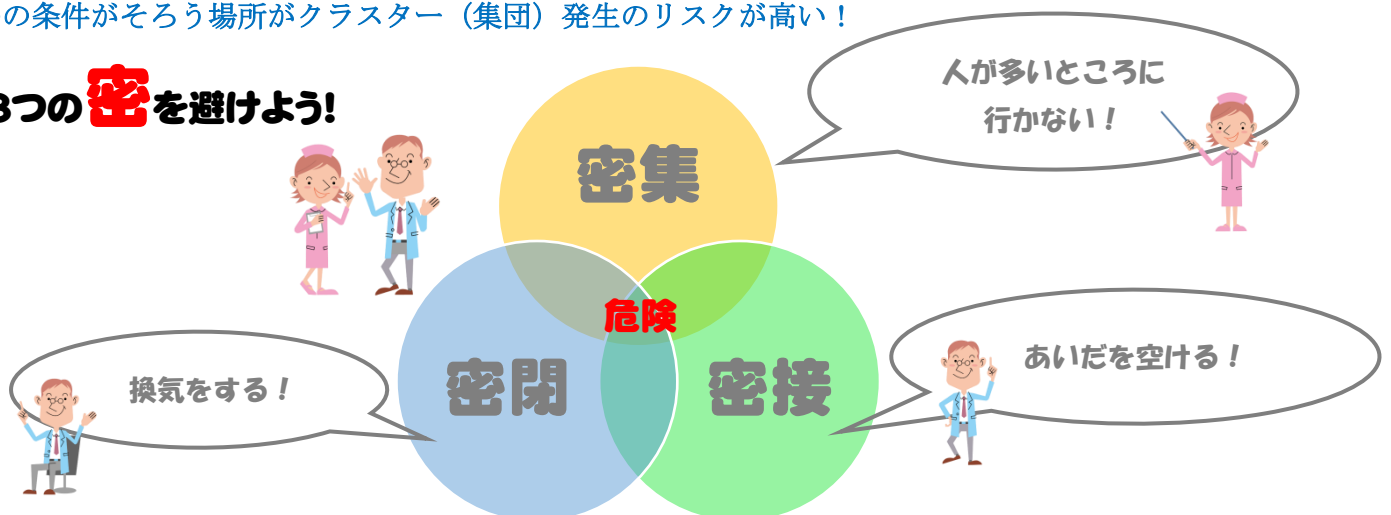 の条件がそろう場所がクラスター（集団）発生のリスクが高い！
3つの密を避けよう!
人が多いところに
行かない！
密集
危険
密閉
密接
換気をする！
あいだを空ける！